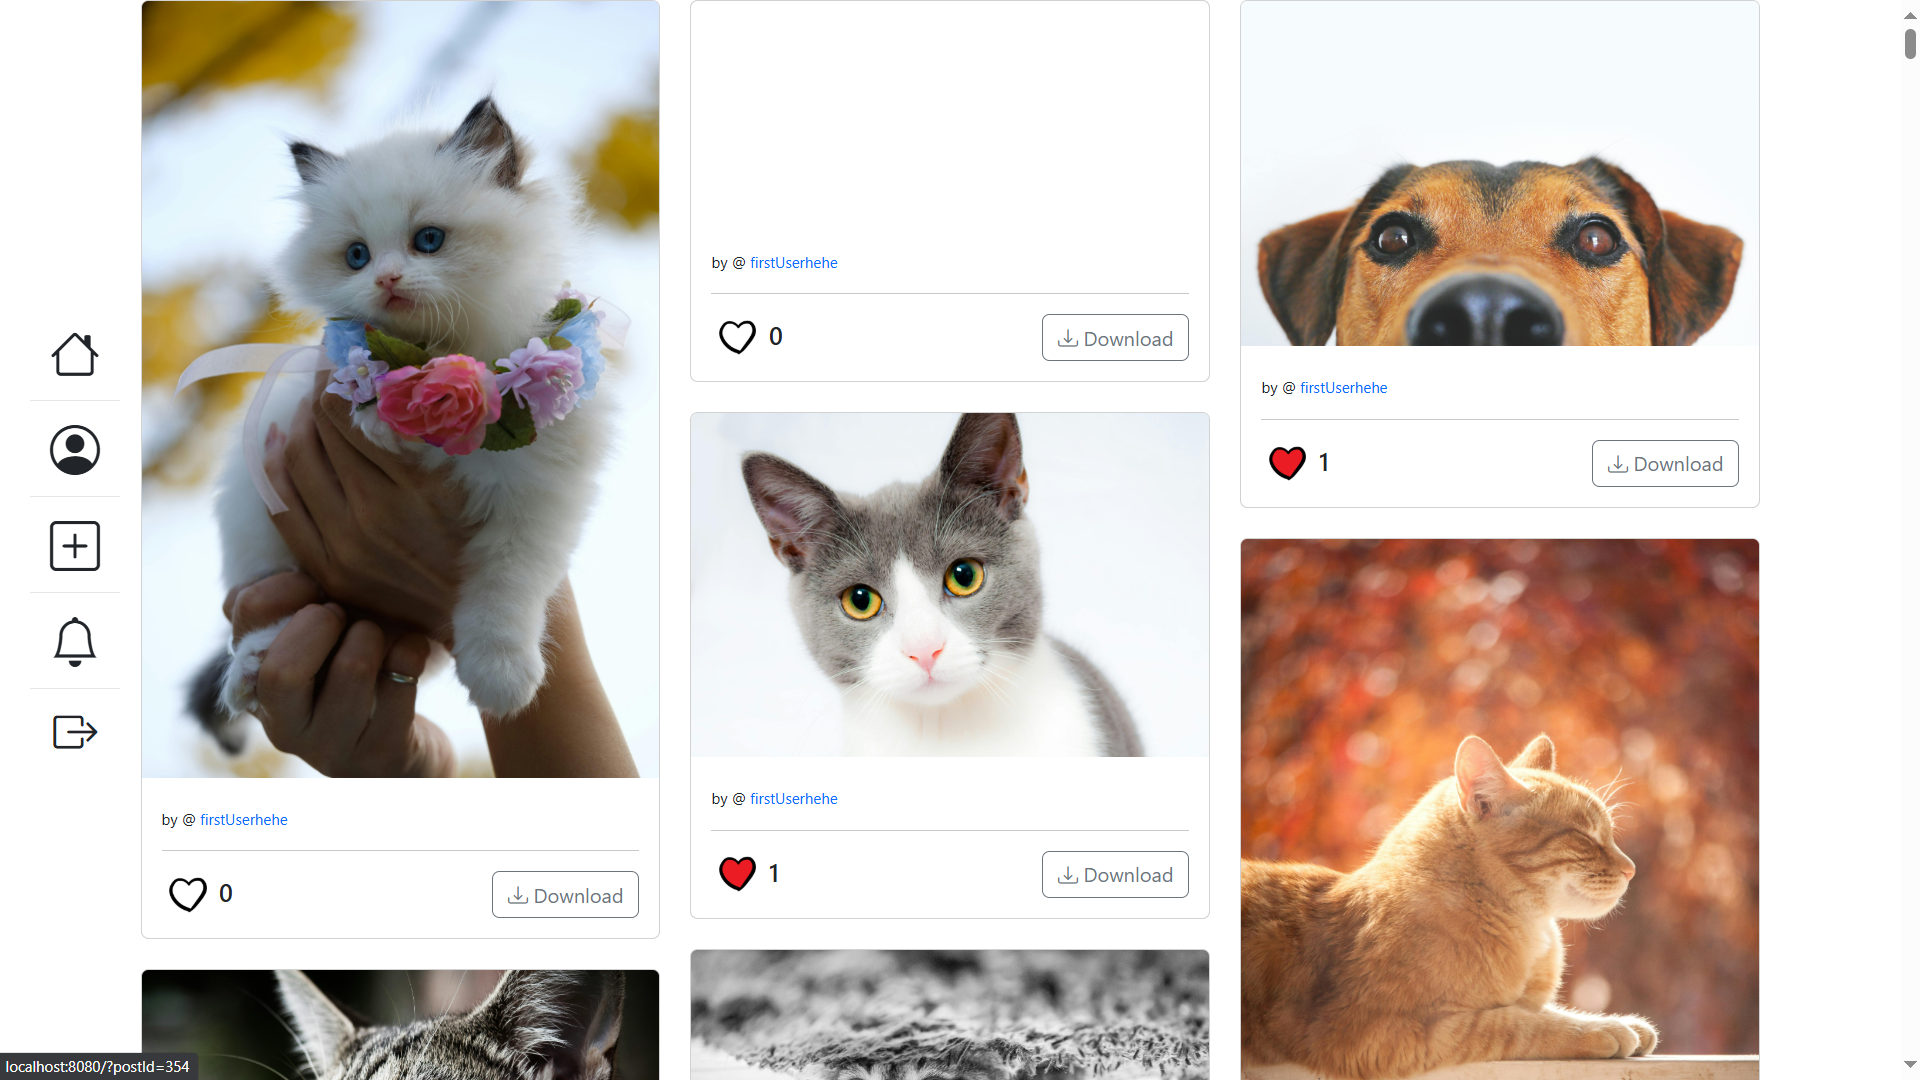 by @ firstUserhehe
0
Download
by @ firstUserhehe
0
Download
by @ firstUserhehe
1
Download
by @ firstUserhehe
1
Download
localhost:8080/?postId=354